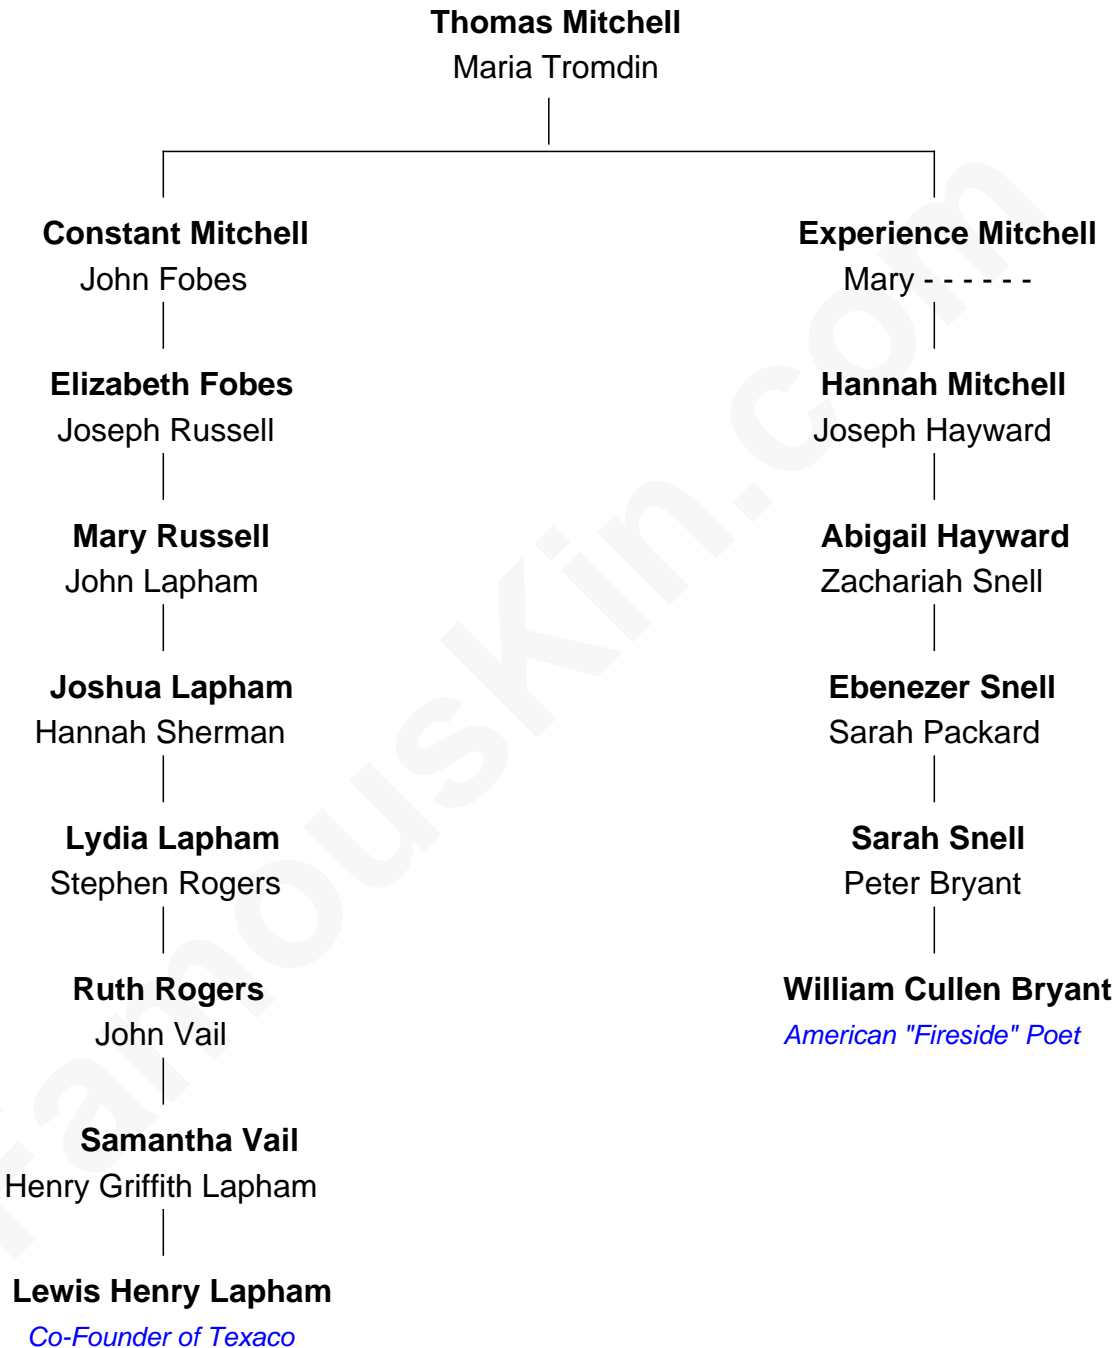 Thomas Mitchell
Maria Tromdin
Constant Mitchell
John Fobes
Experience Mitchell
Mary - - - - - -
Elizabeth Fobes
Joseph Russell
Hannah Mitchell
Joseph Hayward
Mary Russell
John Lapham
Abigail Hayward
Zachariah Snell
Joshua Lapham
Hannah Sherman
Ebenezer Snell
Sarah Packard
Lydia Lapham
Stephen Rogers
Sarah Snell
Peter Bryant
Ruth Rogers
John Vail
William Cullen Bryant
American "Fireside" Poet
Samantha Vail
Henry Griffith Lapham
Lewis Henry Lapham
Co-Founder of Texaco
FamousKin.com